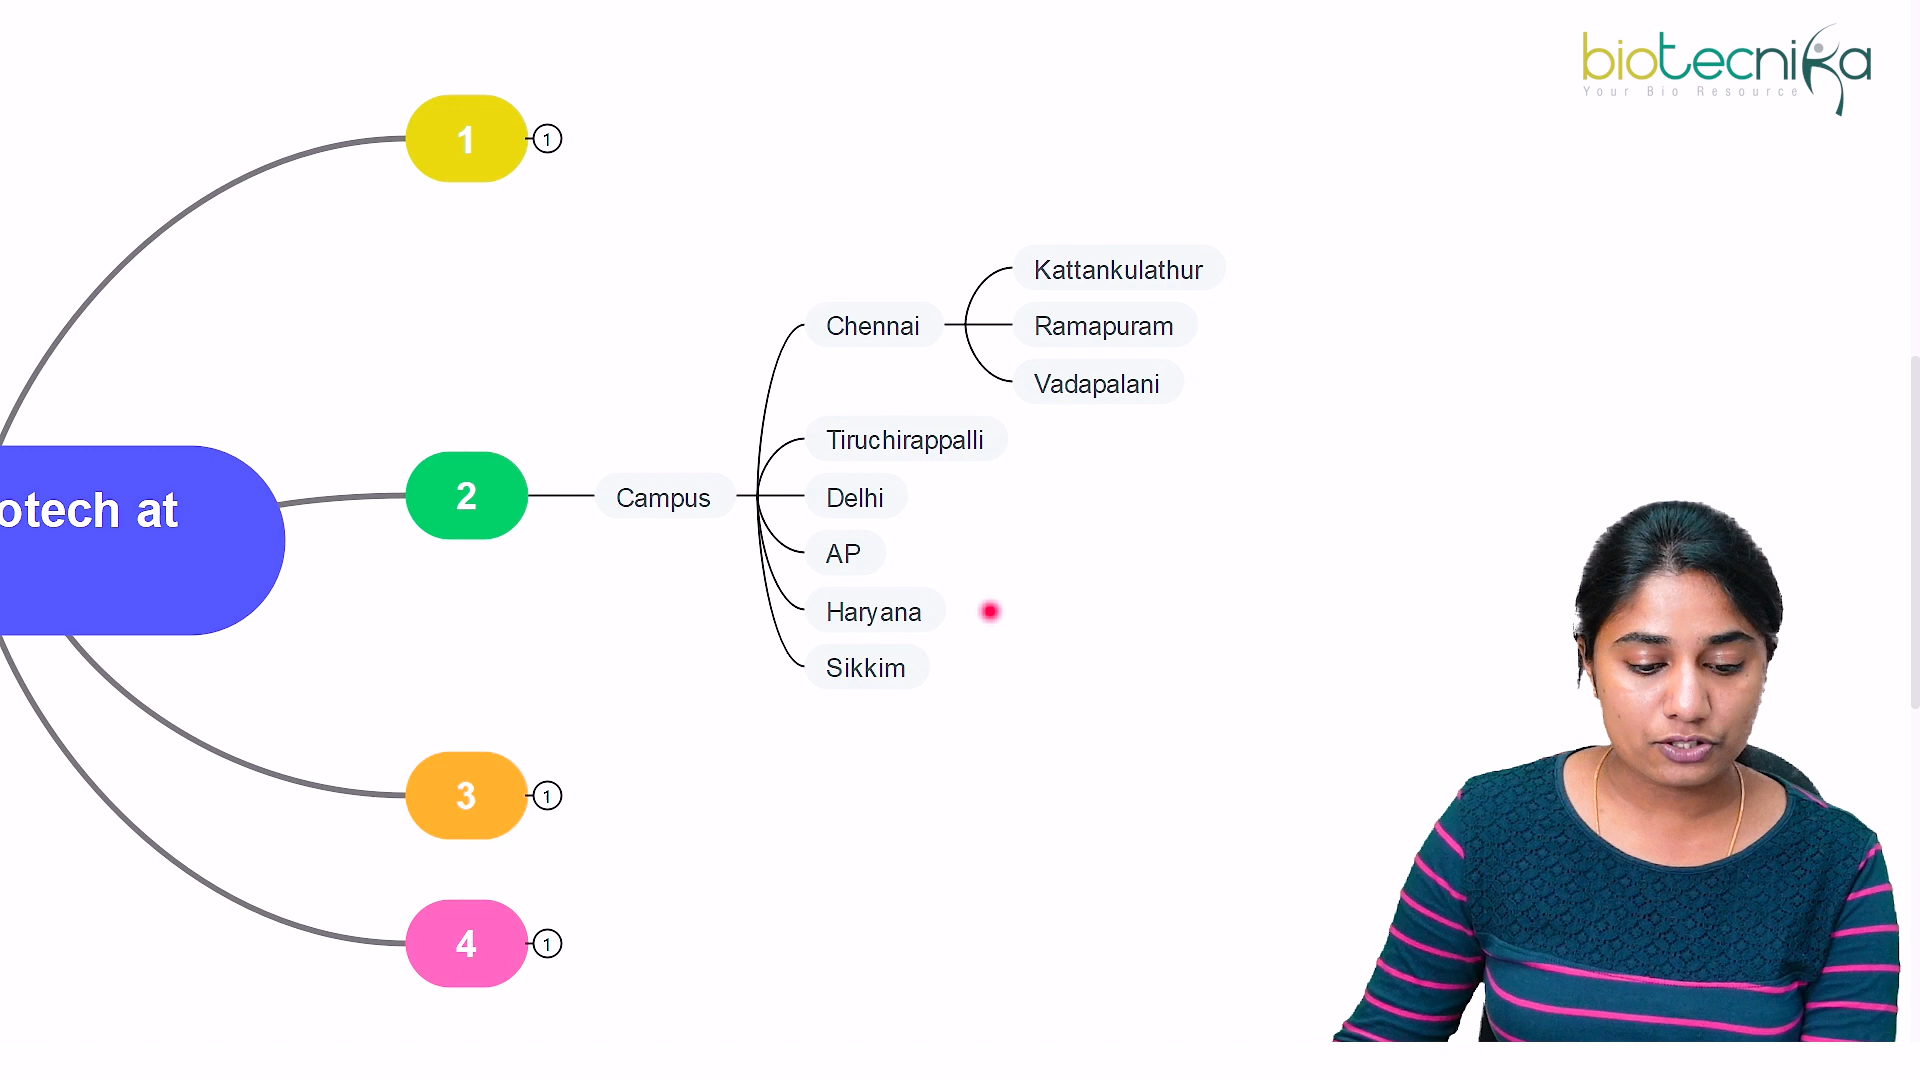 biotecnika
Your Bio Resource
1
1
Kattankulathur
Chennai
Ramapuram
Vadapalani
Tiruchirappalli
otech at
2
Campus
Delhi
AP
Haryana
Sikkim
3
1
4
1